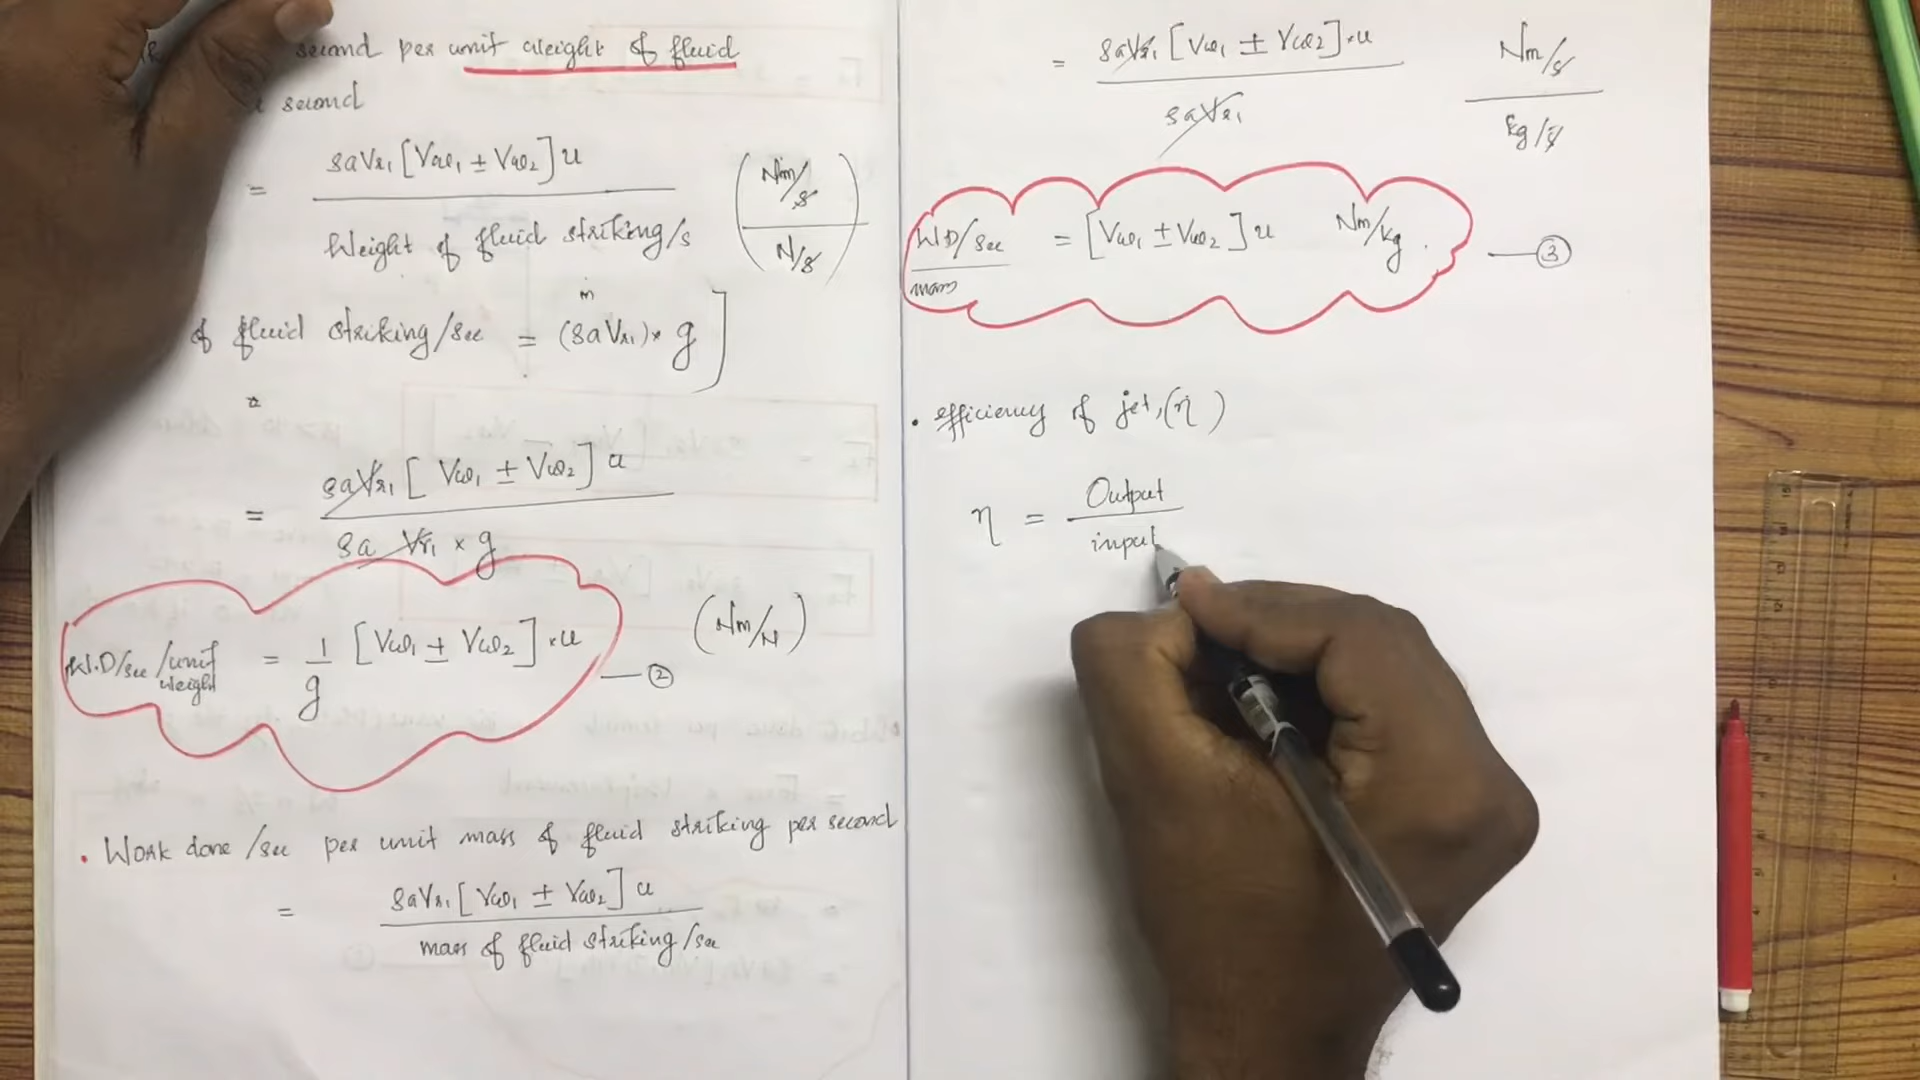 second per unit weight of fluid
second
= ρaVr₁[Vw₁ ± Vw₂]u / Weight of fluid striking/s (Nm/s / N/s)
ṁ
of fluid striking/sec = (ρaVr₁)× g]
= ρaVr₁[Vw₁ ± Vw₂]u / ρaVr₁ × g
W.D/sec/unit weight = 1/g [Vw₁ ± Vw₂]×u (Nm/N) — ②
• Work done/sec per unit mass of fluid striking per second
= ρaVr₁[Vw₁ ± Vw₂]u / mass of fluid striking/sec
= ρaVr₁[Vw₁ ± Vw₂]×u / ρaVr₁ Nm/s / kg/s
W.D/sec / mass = [Vw₁ ± Vw₂]u Nm/kg. — ③
• efficiency of jet,(η)
η = Output / input